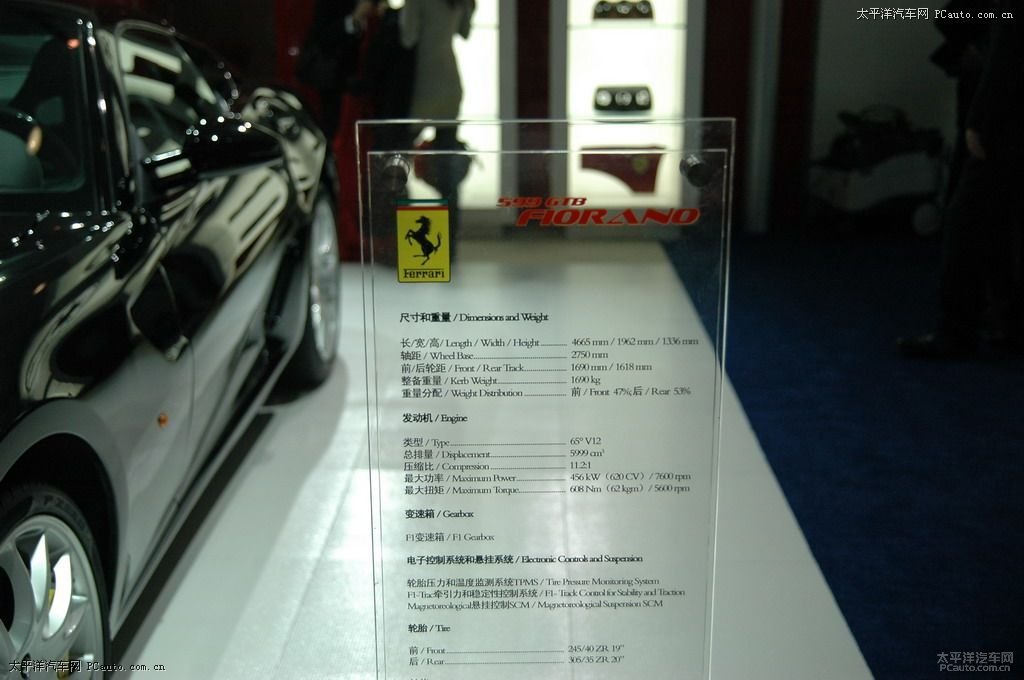 太平洋汽车网 PCauto.com.cn
599 GTB
FIORANO
Ferrari
尺寸和重量 / Dimensions and Weight
长/宽/高/ Length / Width / Height............ 4665 mm / 1962 mm / 1336 mm
轴距 / Wheel Base............ 2750 mm
前/后轮距 / Front / Rear Track............ 1690 mm / 1618 mm
整备重量 / Kerb Weight............ 1690 kg
重量分配 / Weight Distribution............ 前 / Front 47%;后 / Rear 53%
发动机 / Engine
类型 / Type............ 65° V12
总排量 / Displacement............ 5999 cm³
压缩比 / Compression............ 11.2:1
最大功率 / Maximum Power............ 456 kW（620 CV）/ 7600 rpm
最大扭矩 / Maximum Torque............ 608 Nm（62 kgm）/ 5600 rpm
变速箱 / Gearbox
F1变速箱 / F1 Gearbox
电子控制系统和悬挂系统 / Electronic Controls and Suspension
轮胎压力和温度监测系统TPMS / Tire Pressure Monitoring System
F1-Trac牵引力和稳定性控制系统 / F1- Track Control for Stability and Traction
Magnetoreological悬挂控制SCM / Magnetoreological Suspension SCM
轮胎 / Tire
前 / Front............ 245/40 ZR 19"
后 / Rear............ 305/35 ZR 20"
太平洋汽车网 PCauto.com.cn
太平洋汽车网
PCauto.com.cn